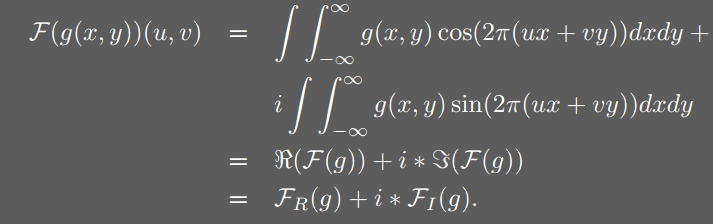 ℱ(g(x, y))(u, v) = ∫∫_{−∞}^{∞} g(x, y) cos(2π(ux + vy))dxdy +
i ∫∫_{−∞}^{∞} g(x, y) sin(2π(ux + vy))dxdy
= ℜ(ℱ(g)) + i ∗ ℑ(ℱ(g))
= ℱ_R(g) + i ∗ ℱ_I(g).